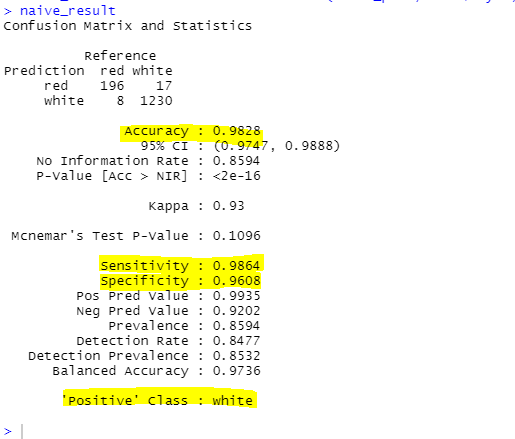 > naive_result
Confusion Matrix and Statistics
Reference
Prediction red white
red 196 17
white 8 1230
Accuracy : 0.9828
95% CI : (0.9747, 0.9888)
No Information Rate : 0.8594
P-Value [Acc > NIR] : <2e-16
Kappa : 0.93
Mcnemar's Test P-Value : 0.1096
Sensitivity : 0.9864
Specificity : 0.9608
Pos Pred Value : 0.9935
Neg Pred Value : 0.9202
Prevalence : 0.8594
Detection Rate : 0.8477
Detection Prevalence : 0.8532
Balanced Accuracy : 0.9736
'Positive' Class : white
>